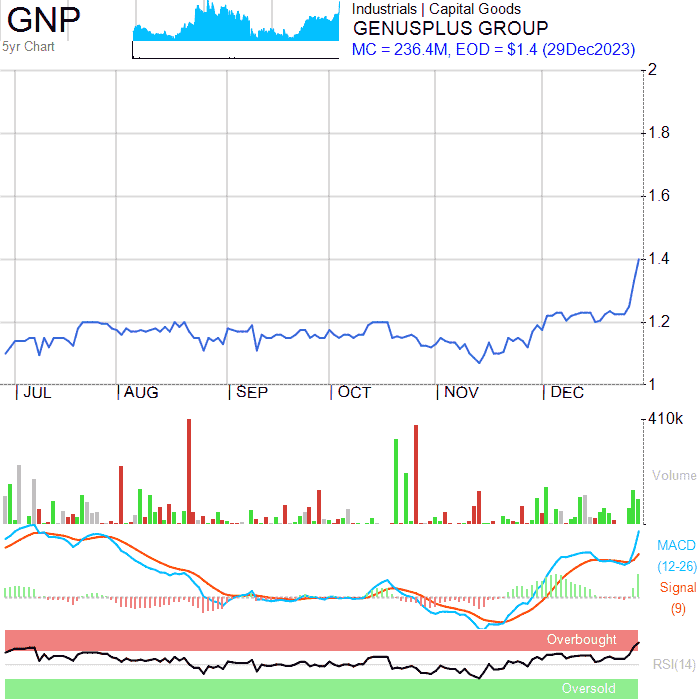 GNP
5yr Chart
Industrials | Capital Goods
GENUSPLUS GROUP
MC = 236.4M, EOD = $1.4 (29Dec2023)
2
1.8
1.6
1.4
1.2
1
JUL AUG SEP OCT NOV DEC
410k
Volume
MACD
(12-26)
Signal
(9)
Overbought
RSI(14)
Oversold